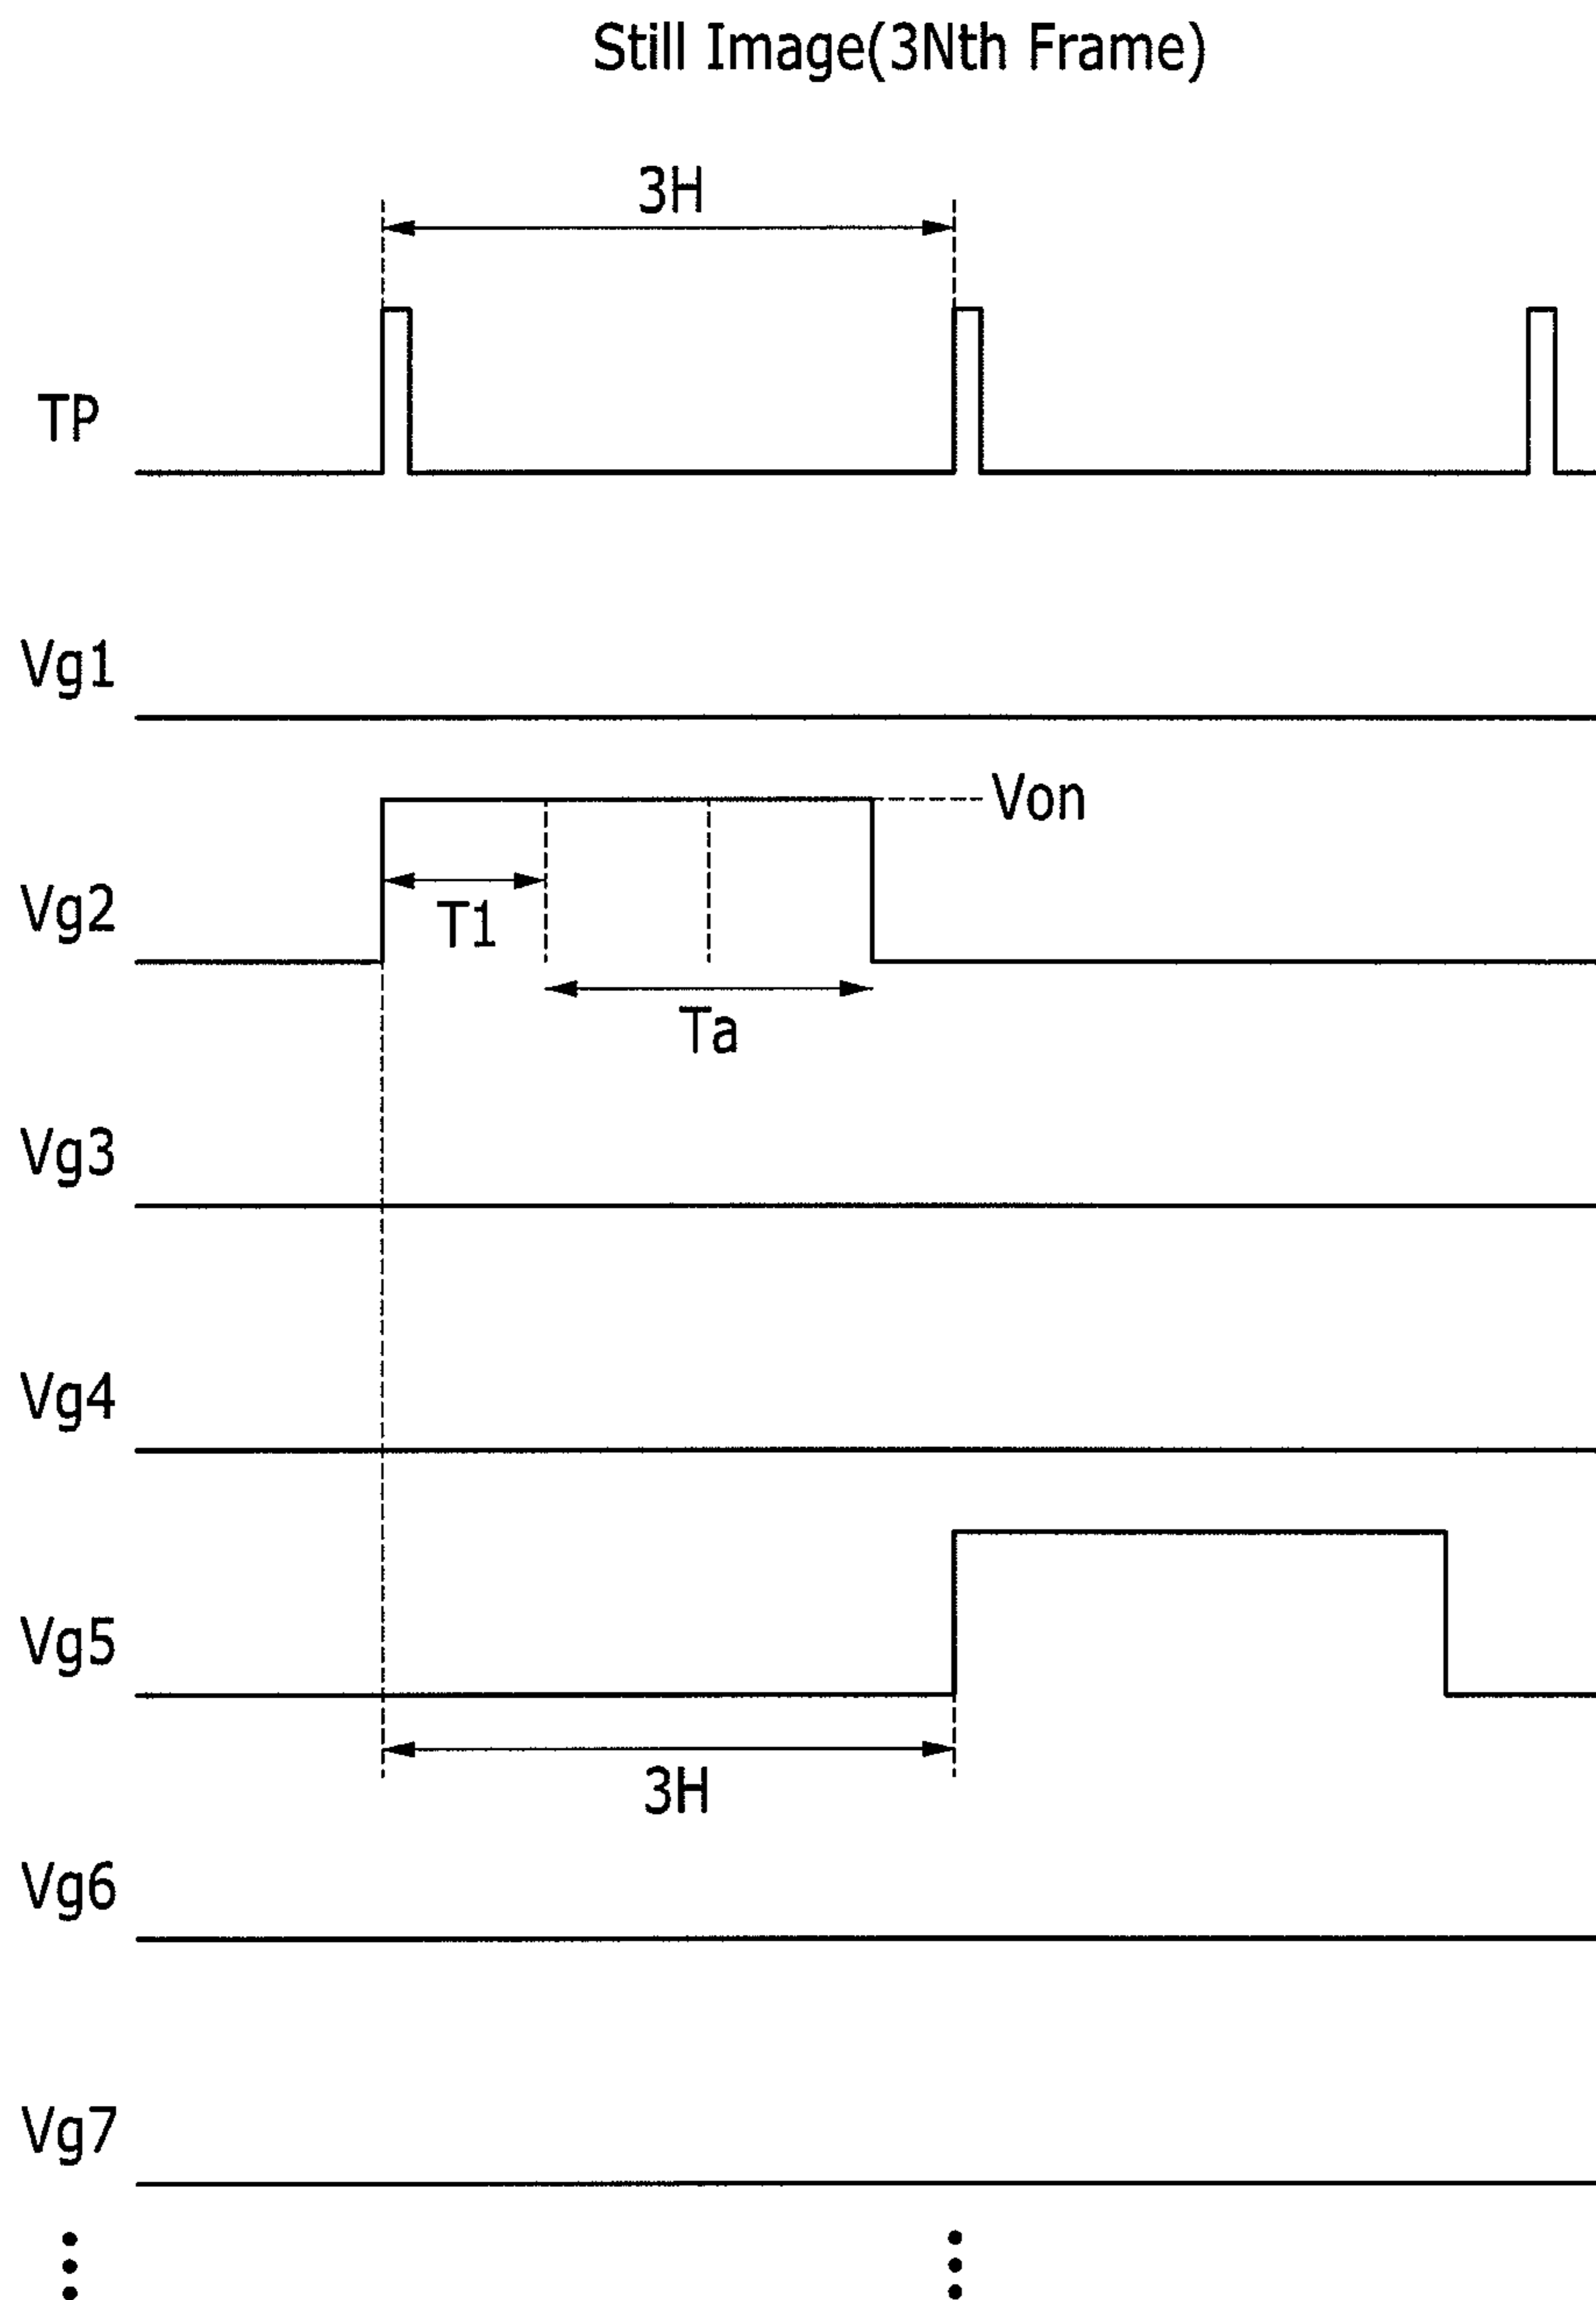 Still Image(3Nth Frame)
3H
TP
Vg1
Von
Vg2
T1
Ta
Vg3
Vg4
Vg5
3H
Vg6
Vg7